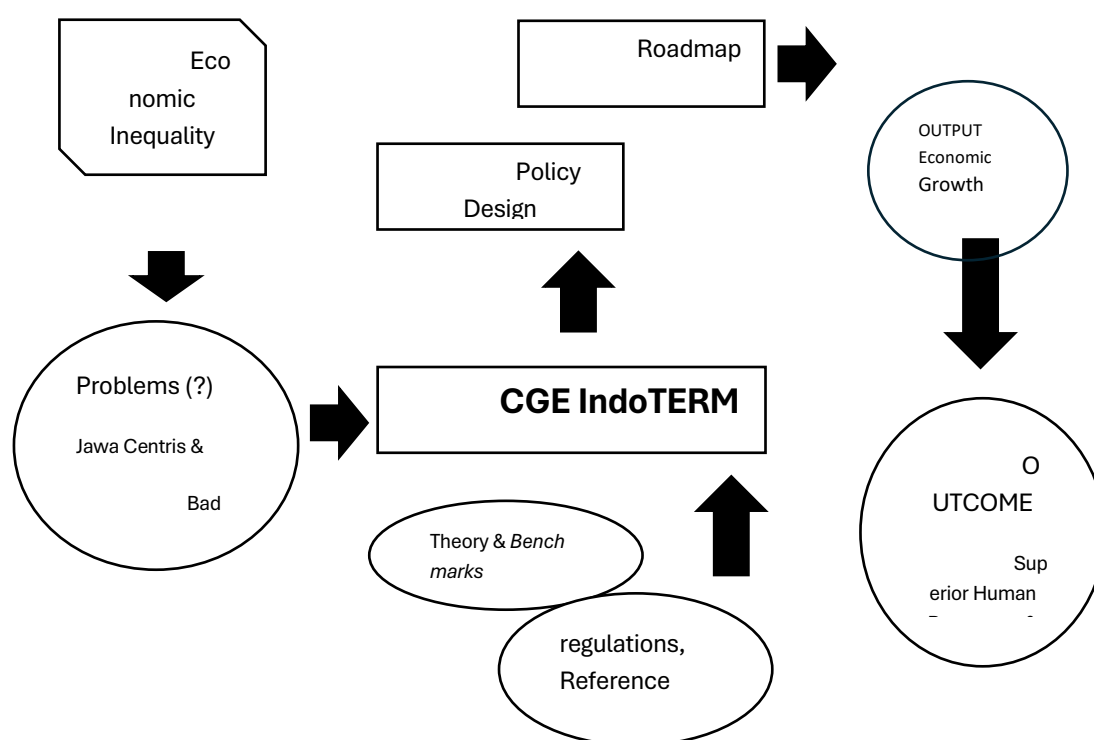 Eco
nomic
Inequality
Problems (?)
Jawa Centris &
Bad
CGE IndoTERM
Theory & Bench
marks
regulations,
Reference
Policy
Design
Roadmap
OUTPUT
Economic
Growth
O
UTCOME
Sup
erior Human